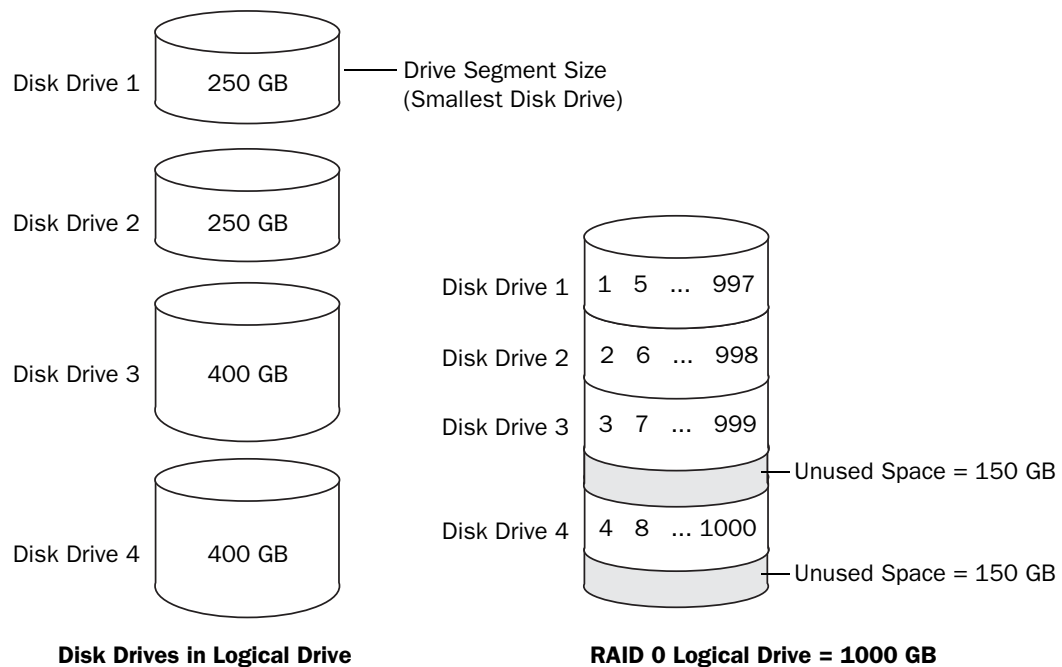 Disk Drive 1
250 GB
Drive Segment Size
(Smallest Disk Drive)
Disk Drive 2
250 GB
Disk Drive 3
400 GB
Disk Drive 4
400 GB
Disk Drives in Logical Drive
Disk Drive 1
1 5 ... 997
Disk Drive 2
2 6 ... 998
Disk Drive 3
3 7 ... 999
Unused Space = 150 GB
Disk Drive 4
4 8 ... 1000
Unused Space = 150 GB
RAID 0 Logical Drive = 1000 GB